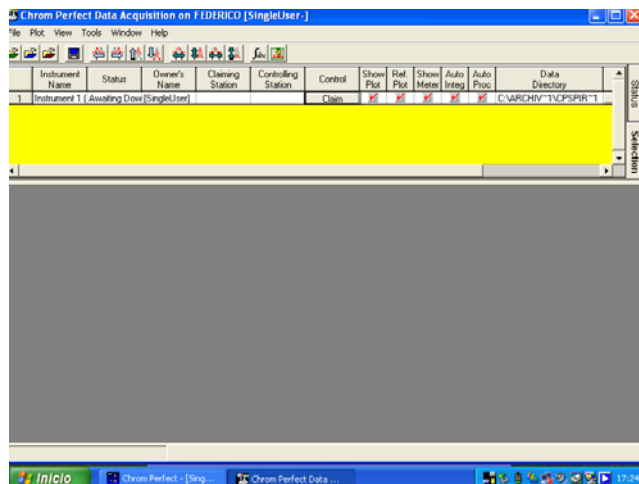 Chrom Perfect Data Acquisition on FEDERICO [SingleUser-]
File Plot View Tools Window Help
Instrument Name Status Owner's Name Claiming Station Controlling Station Control Show Plot Ref. Plot Show Meter Auto Integ Auto Proc Data Directory
1 Instrument 1 ( Awaiting Dow [SingleUser] Claim C:\ARCHIV~1\CPSPIR~1 ...
Status
Selection
Inicio Chrom Perfect - [Sing... Chrom Perfect Data ... 17:24